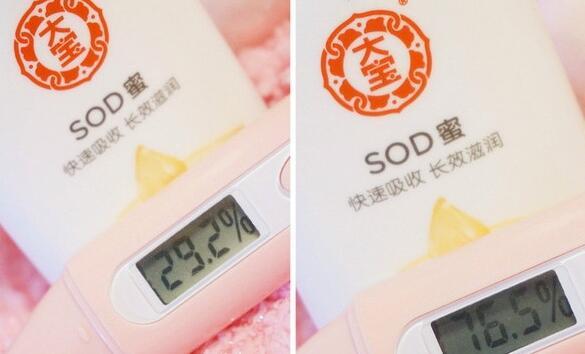 大宝
SOD蜜
快速吸收 长效滋润
29.2%
®
大宝
SOD蜜
快速吸收 长效滋润
76.5%